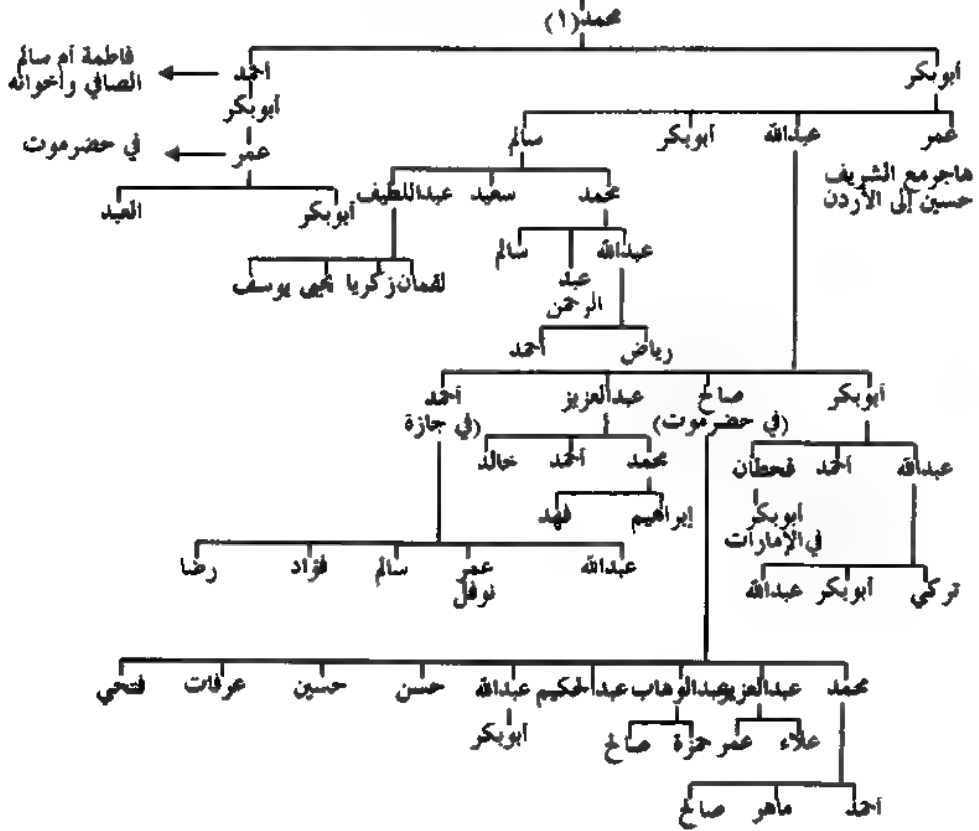 محمد (١)
أبوبكر أحمد فاطمة أم سالم
الصافي وأخوانه
أبوبكر
عمر عبدالله أبوبكر سالم عمر في حضرموت
هاجر مع الشريف
حسين إلى الأردن
محمد سعيد عبداللطيف أبوبكر العبد
عبدالله عبد
الرحمن سالم
لقمان زكريا يحيى يوسف
رياض أحمد
أبوبكر صالح
(في حضرموت) عبدالعزيز أحمد
(في جازة)
عبدالله أحمد قحطان محمد أحمد خالد
أبوبكر
في الإمارات
إبراهيم فهد
عبدالله عمر
نوفل سالم فؤاد رضا
تركي أبوبكر عبدالله
محمد عبدالعزيز عبدالوهاب عبدالحكيم عبدالله حسن حسين عرفات فتحي
علاء عمر حمزة صالح أبوبكر
أحمد ماهر صالح